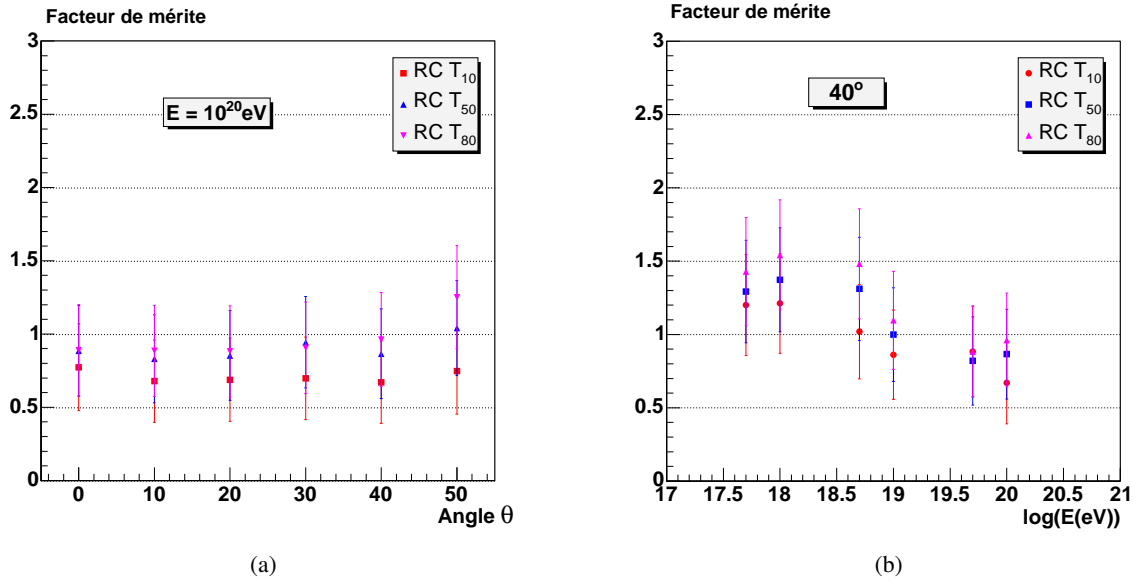 Facteur de mérite
3
2.5
2
1.5
1
0.5
0
RC T10
RC T50
RC T80
E = 10^20eV
0 10 20 30 40 50
Angle θ
(a)
Facteur de mérite
3
2.5
2
1.5
1
0.5
0
RC T10
RC T50
RC T80
40°
17 17.5 18 18.5 19 19.5 20 20.5 21
log(E(eV))
(b)